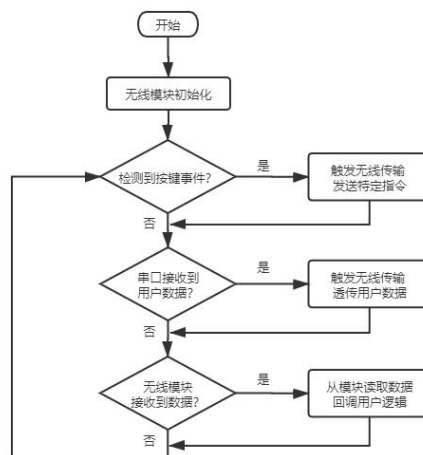 开始
无线模块初始化
检测到按键事件?
是
触发无线传输
发送特定指令
否
串口接收到
用户数据?
是
触发无线传输
透传用户数据
否
无线模块
接收到数据?
是
从模块读取数据
回调用户逻辑
否